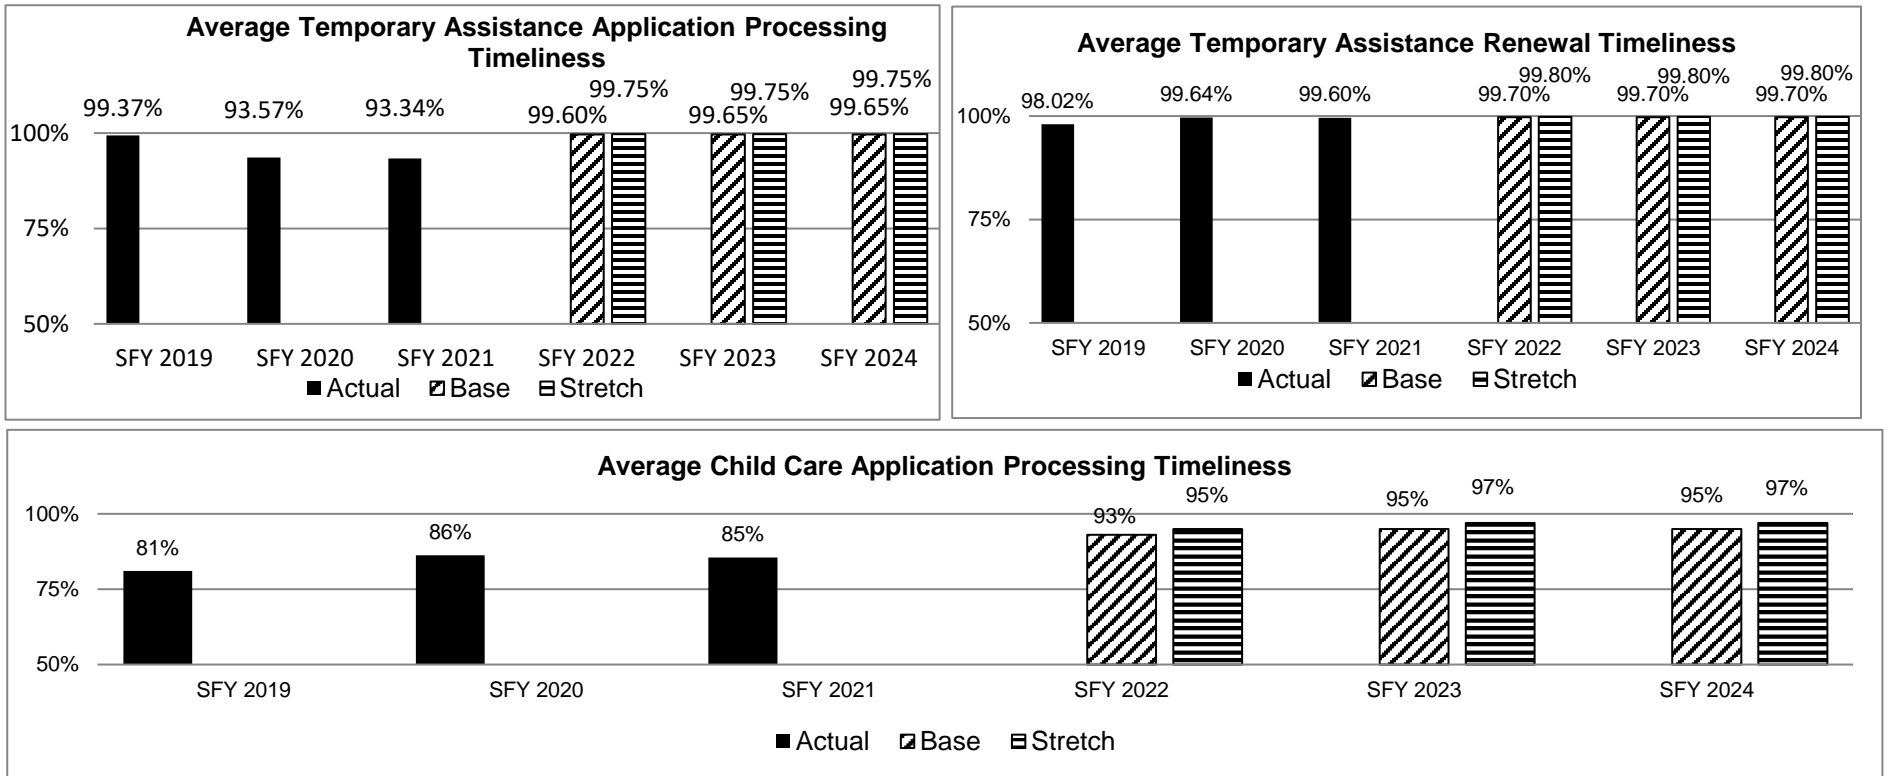 Average Temporary Assistance Application Processing
Timeliness
99.75% 99.75% 99.75%
99.37% 93.57% 93.34% 99.60% 99.65% 99.65%
100%
75%
50%
SFY 2019 SFY 2020 SFY 2021 SFY 2022 SFY 2023 SFY 2024
Actual Base Stretch
Average Temporary Assistance Renewal Timeliness
99.80% 99.80% 99.80%
98.02% 99.64% 99.60% 99.70% 99.70% 99.70%
100%
75%
50%
SFY 2019 SFY 2020 SFY 2021 SFY 2022 SFY 2023 SFY 2024
Actual Base Stretch
Average Child Care Application Processing Timeliness
81% 86% 85% 93% 95% 95% 97% 95% 97%
100%
75%
50%
SFY 2019 SFY 2020 SFY 2021 SFY 2022 SFY 2023 SFY 2024
Actual Base Stretch